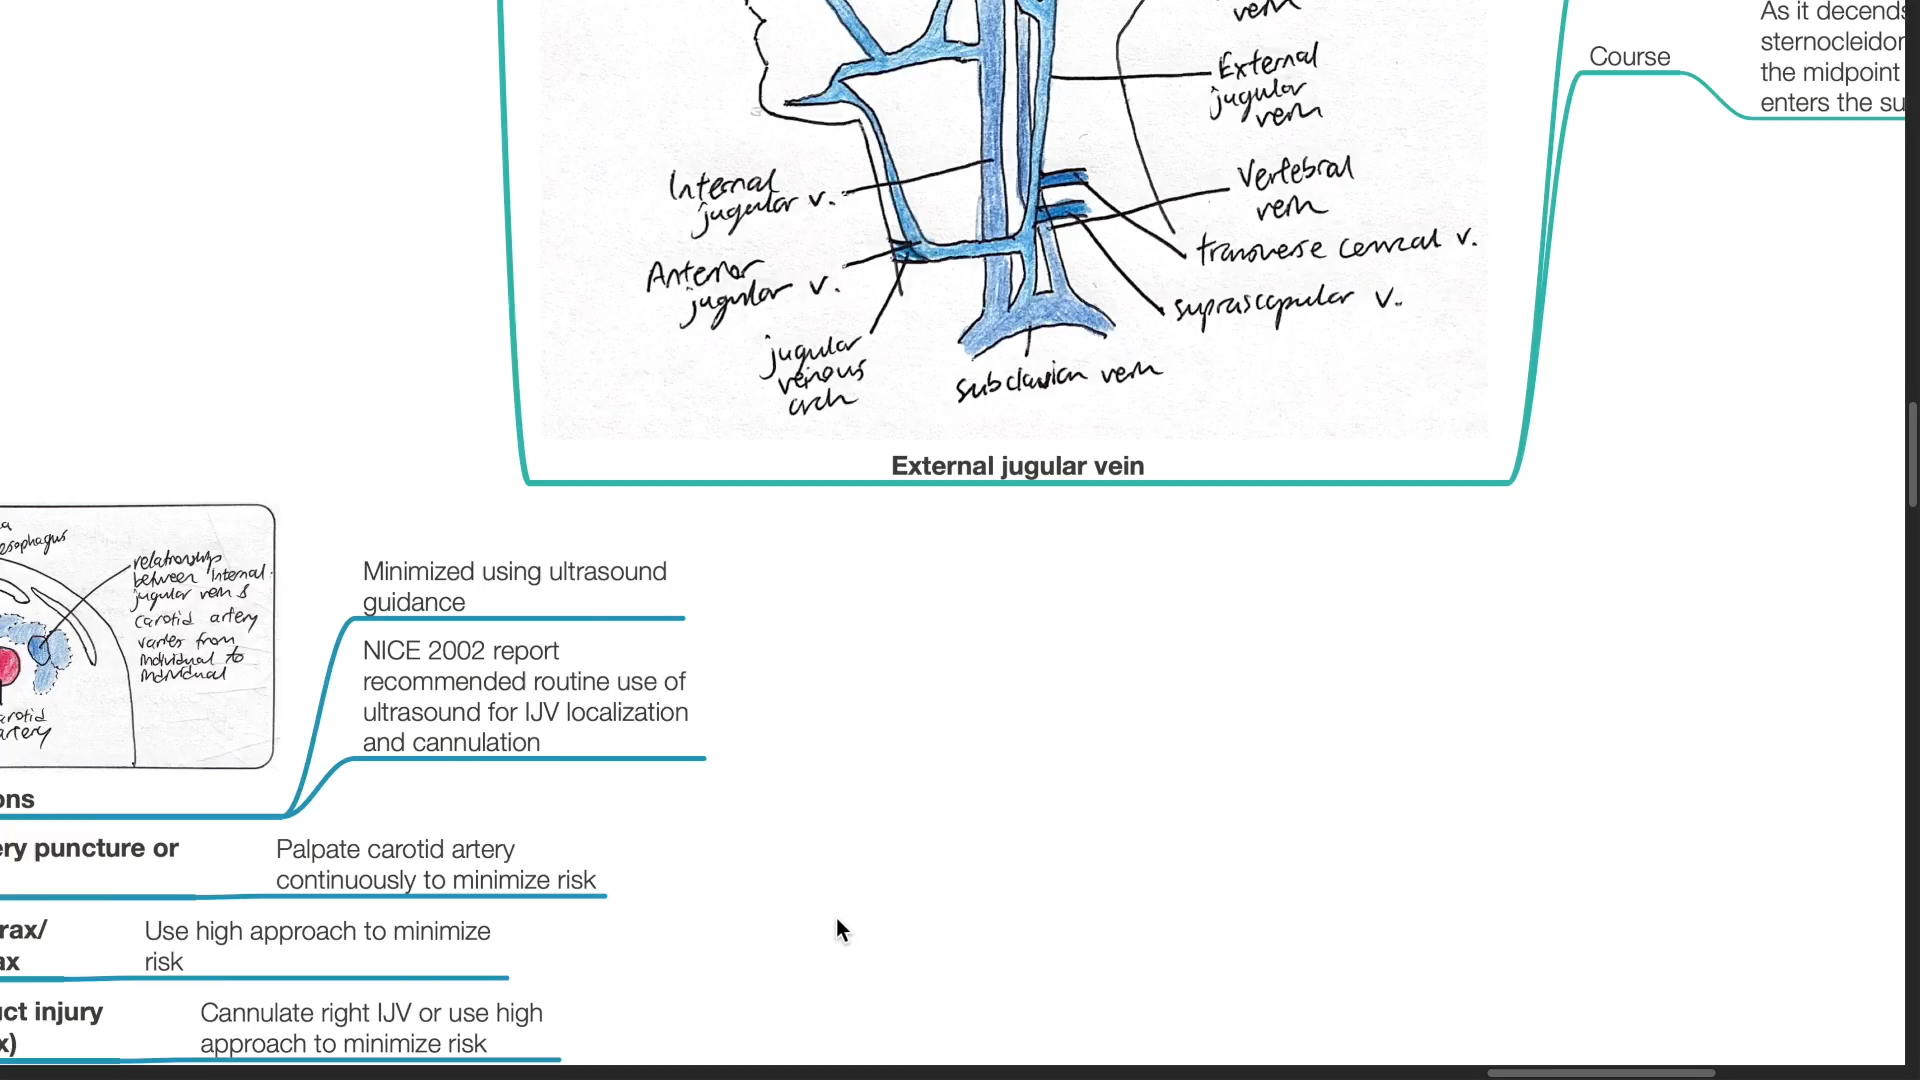 vein
As it decends
sternocleidor
the midpoint
enters the su
Course
External
jugular
vein
Internal
jugular v.
Vertebral
vein
transverse cervical v.
Anterior
jugular v.
suprascapular v.
jugular
venous
arch
subclavian vein
External jugular vein
a
esophagus
relationship
between internal
jugular vein &
carotid artery
varies from
individual to
individual
arotid
artery
Minimized using ultrasound
guidance
NICE 2002 report
recommended routine use of
ultrasound for IJV localization
and cannulation
ons
ery puncture or
Palpate carotid artery
continuously to minimize risk
rax/
ax
Use high approach to minimize
risk
uct injury
x)
Cannulate right IJV or use high
approach to minimize risk